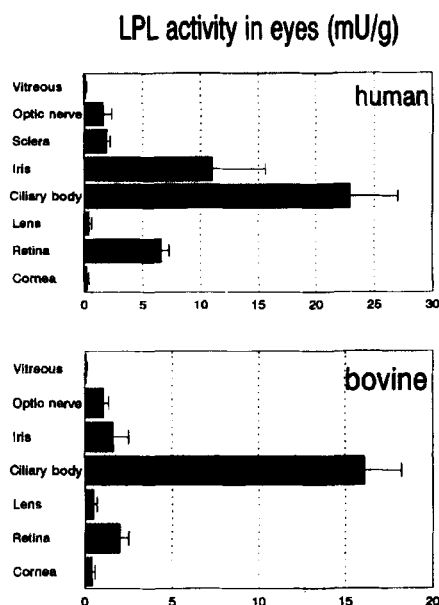 LPL activity in eyes (mU/g)
human
Vitreous
Optic nerve
Sclera
Iris
Ciliary body
Lens
Retina
Cornea
0 5 10 15 20 25 30
bovine
Vitreous
Optic nerve
Iris
Ciliary body
Lens
Retina
Cornea
0 5 10 15 20